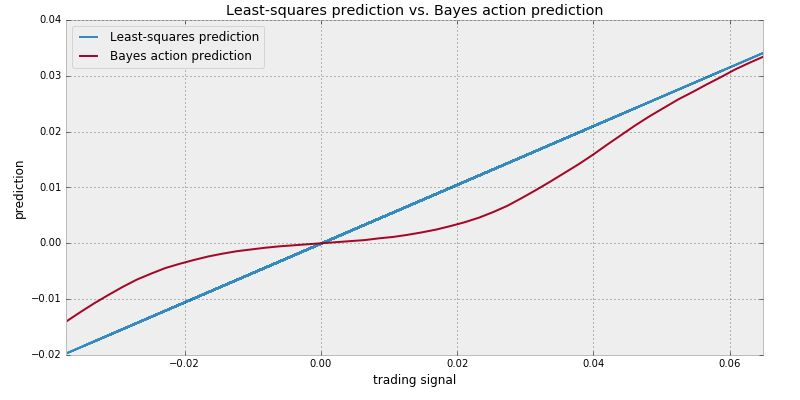 Least-squares prediction vs. Bayes action prediction
Least-squares prediction
Bayes action prediction
prediction
0.04
0.03
0.02
0.01
0.00
−0.01
−0.02
−0.02
0.00
0.02
0.04
0.06
trading signal